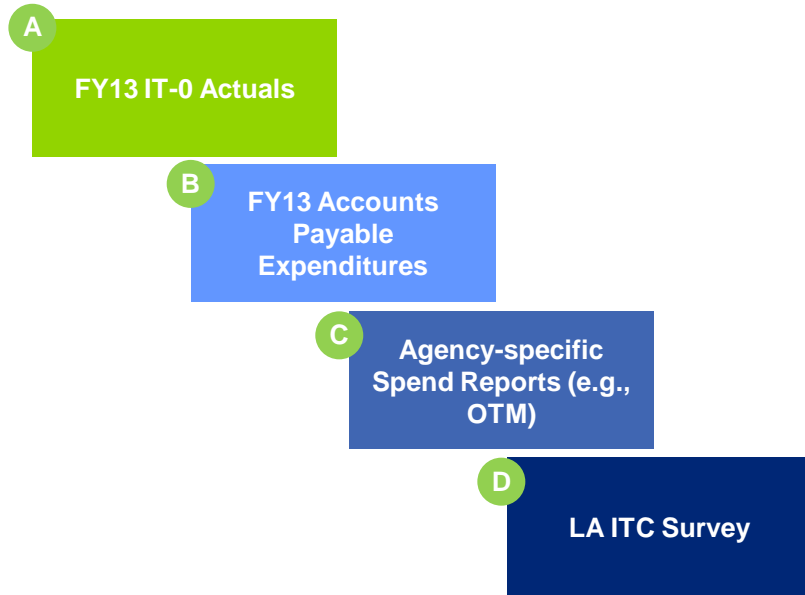 A
FY13 IT-0 Actuals
B
FY13 Accounts
Payable
Expenditures
C
Agency-specific
Spend Reports (e.g.,
OTM)
D
LA ITC Survey